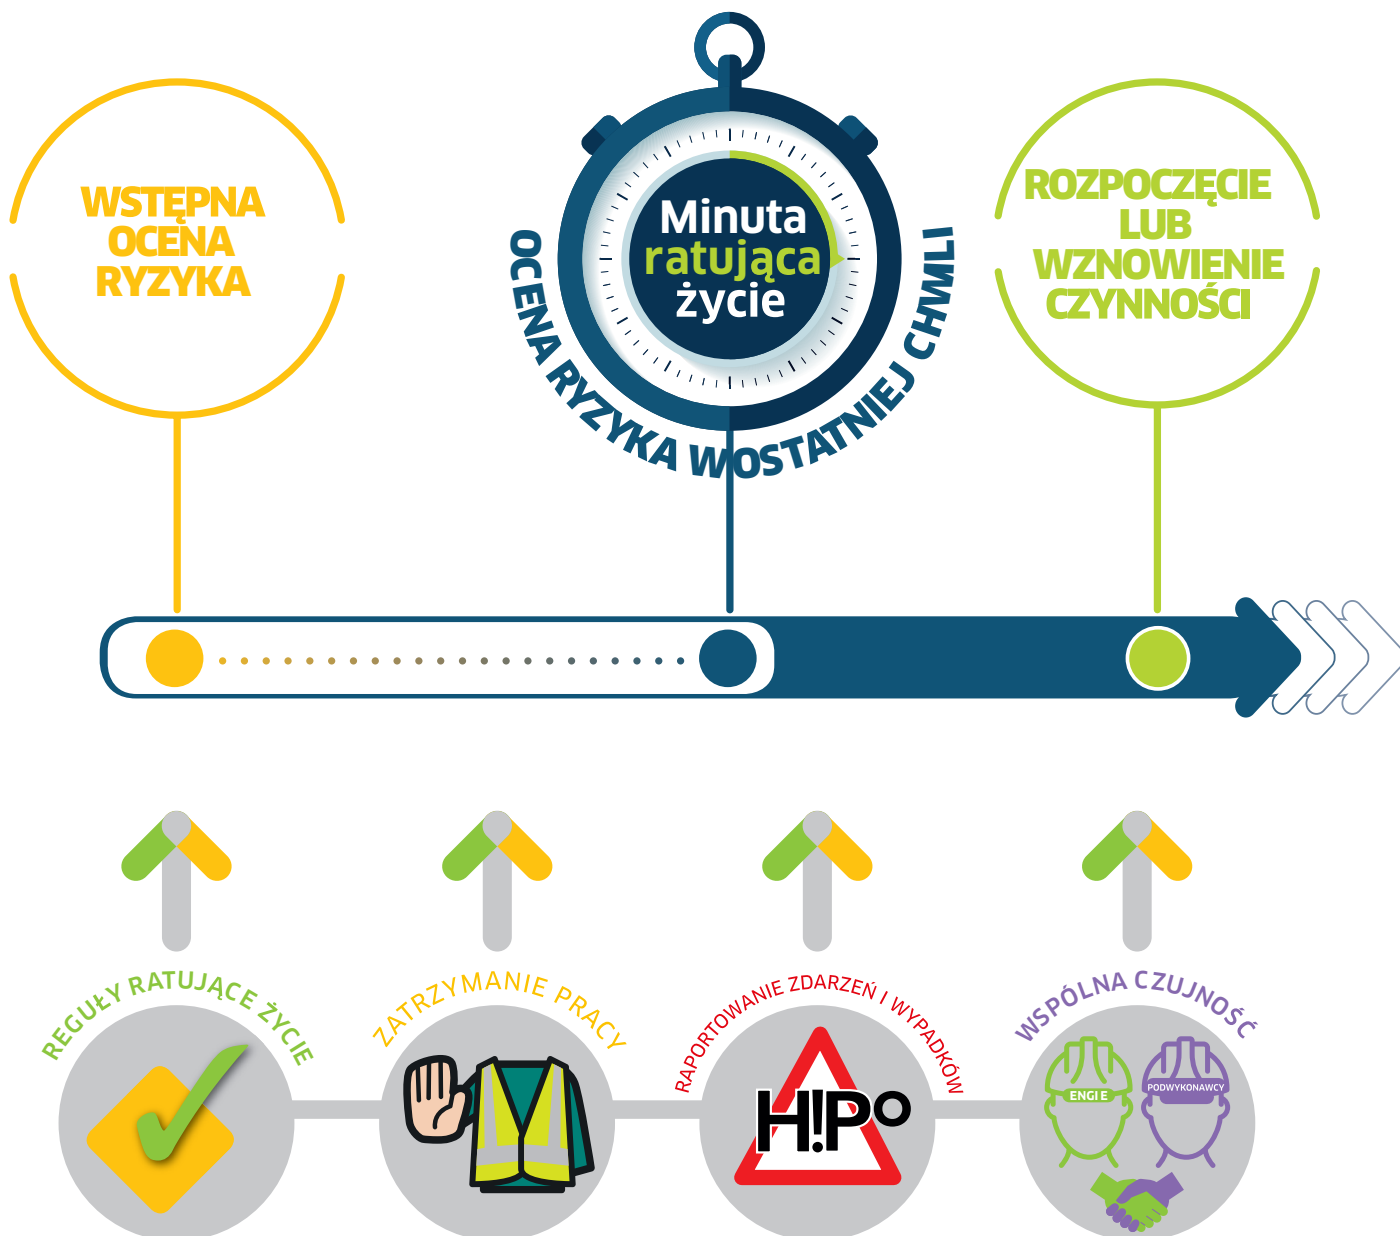 WSTĘPNA
OCENA
RYZYKA
Minuta
ratująca
życie
OCENA RYZYKA W OSTATNIEJ CHWILI
ROZPOCZĘCIE
LUB
WZNOWIENIE
CZYNNOŚCI
REGUŁY RATUJĄCE ŻYCIE
ZATRZYMANIE PRACY
RAPORTOWANIE ZDARZEŃ I WYPADKÓW
H!PO
WSPÓLNA CZUJNOŚĆ
ENGIE
PODWYKONAWCY